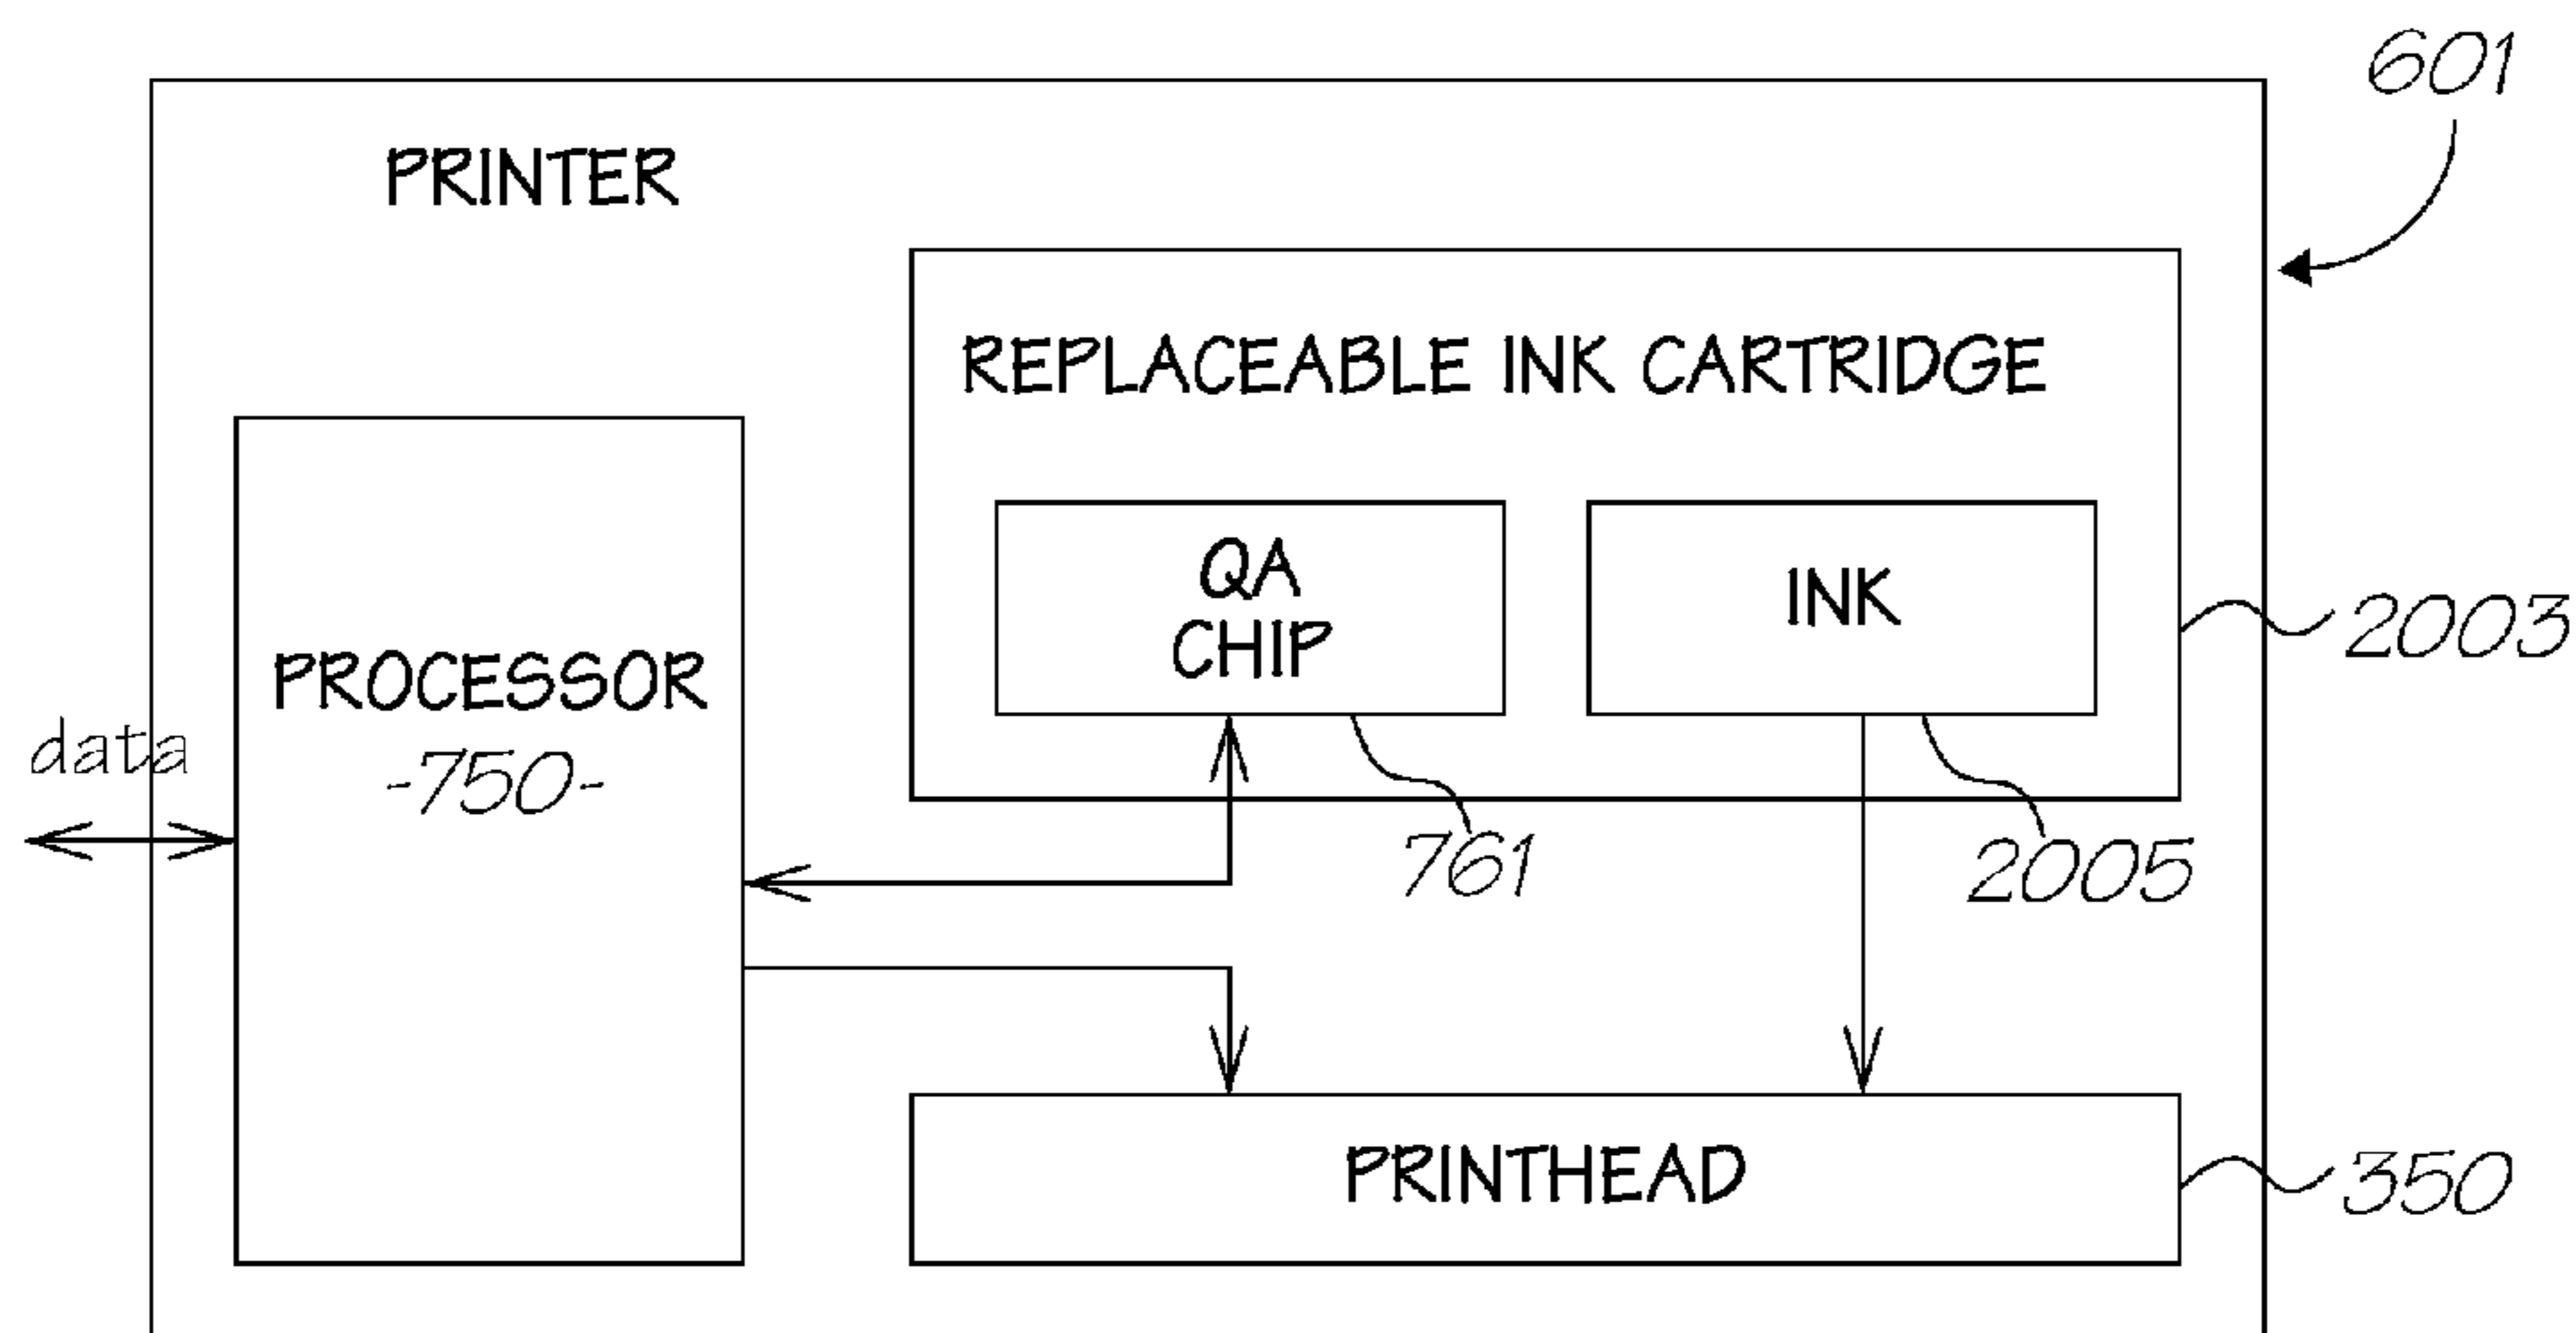 601
PRINTER
REPLACEABLE INK CARTRIDGE
QA
CHIP
INK
2003
PROCESSOR
-750-
data
761
2005
PRINTHEAD
350